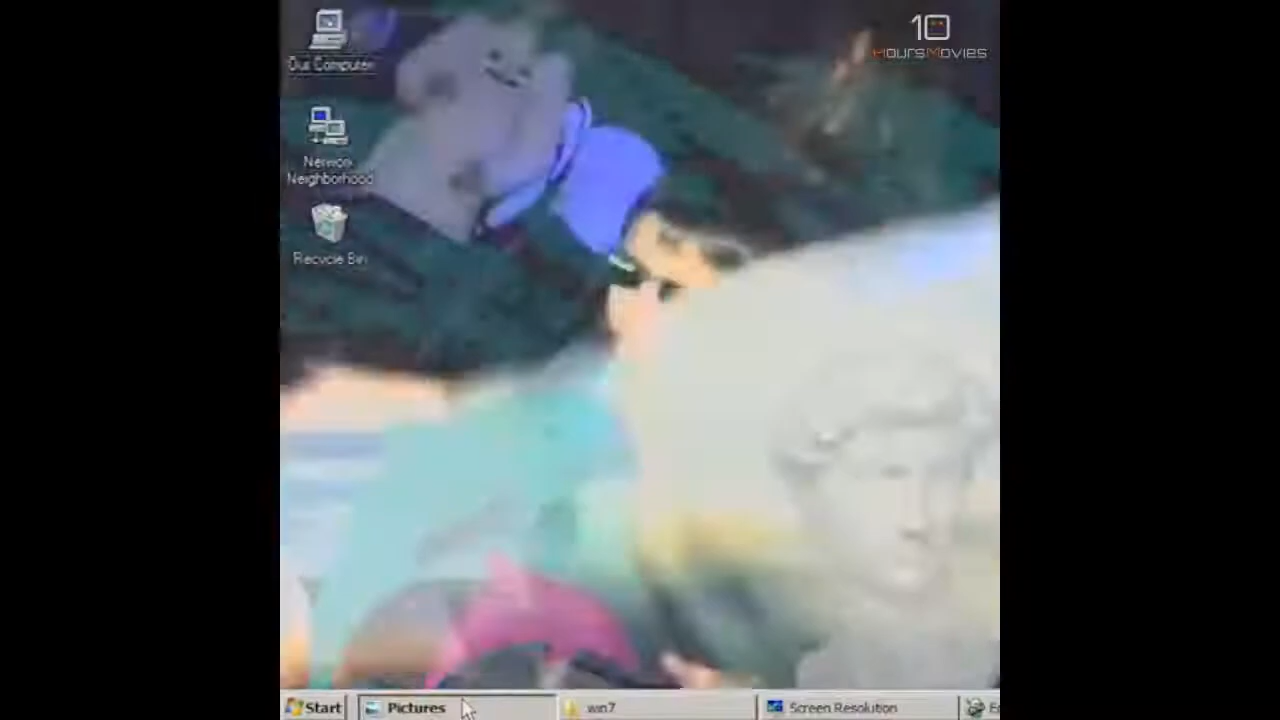 10
HoursMovies
Our Computer
Network
Neighborhood
Recycle Bin
Start
Pictures
win7
Screen Resolution